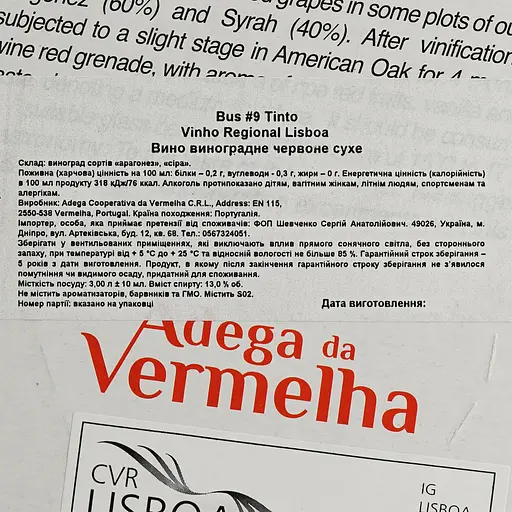 (60%) and Syrah (40%). After vinification
grapes in some plots of ou
subjected to a slight stage in American Oak for 4 mon
wine red grenade, with aroma of ripe red fruits, vanilla and
Bus #9 Tinto
Vinho Regional Lisboa
Вино виноградне червоне сухе
Склад: виноград сортів «арагонез», «сіра».
Поживна (харчова) цінність на 100 мл: білки – 0,2 г, вуглеводи - 0,3 г, жири – 0 г. Енергетична цінність (калорійність)
в 100 мл продукту 318 кДж/76 ккал. Алкоголь протипоказано дітям, вагітним жінкам, літнім людям, спортсменам та
алергікам.
Виробник: Adega Cooperativa da Vermelha C.R.L., Address: EN 115,
2550-538 Vermelha, Portugal. Країна походження: Португалія.
Імпортер, особа, яка приймає претензії від споживачів: ФОП Шевченко Сергій Анатолійович. 49026, Україна, м.
Дніпро, вул. Артеківська, буд. 12, кв. 68. Тел.: 0567324051.
Зберігати у вентильованих приміщеннях, які виключають вплив прямого сонячного світла, без стороннього
запаху, при температурі від + 5 °C до + 25 °C та відносній вологості не більше 85 %. Гарантійний строк зберігання –
5 років з дати виготовлення. Продукт, в якому після закінчення гарантійного строку зберігання не з'явилося
помутніння чи видимого осаду, придатний для споживання.
Місткість посуду: 3,00 л ± 10 мл. Вміст спирту: 13,0 % об.
Не містить ароматизаторів, барвників та ГМО. Містить S02.
Номер партії: вказано на упаковці
Дата виготовлення:
Adega da
Vermelha
CVR
LISBOA
IG
LISBOA